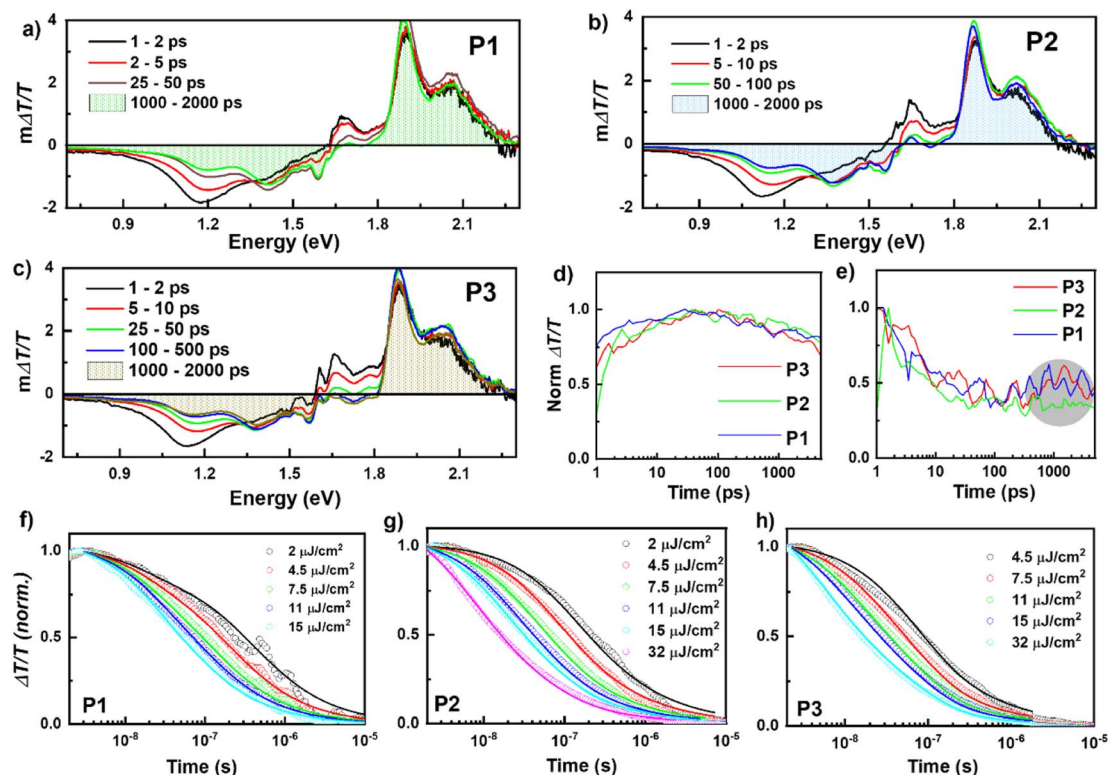 a)
P1
1 - 2 ps
2 - 5 ps
25 - 50 ps
1000 - 2000 ps
mΔT/T
4
2
0
-2
0.9 1.2 1.5 1.8 2.1
Energy (eV)
b)
P2
1 - 2 ps
5 - 10 ps
50 - 100 ps
1000 - 2000 ps
mΔT/T
4
2
0
-2
0.9 1.2 1.5 1.8 2.1
Energy (eV)
c)
P3
1 - 2 ps
5 - 10 ps
25 - 50 ps
100 - 500 ps
1000 - 2000 ps
mΔT/T
4
2
0
-2
0.9 1.2 1.5 1.8 2.1
Energy (eV)
d)
Norm ΔT/T
1.0
0.5
0.0
P3
P2
P1
1 10 100 1000
Time (ps)
e)
P3
P2
P1
1.0
0.5
0.0
1 10 100 1000
Time (ps)
f)
ΔT/T (norm.)
1.0
0.5
0.0
2 μJ/cm²
4.5 μJ/cm²
7.5 μJ/cm²
11 μJ/cm²
15 μJ/cm²
P1
10⁻⁸ 10⁻⁷ 10⁻⁶ 10⁻⁵
Time (s)
g)
1.0
0.5
0.0
2 μJ/cm²
4.5 μJ/cm²
7.5 μJ/cm²
11 μJ/cm²
15 μJ/cm²
32 μJ/cm²
P2
10⁻⁸ 10⁻⁷ 10⁻⁶ 10⁻⁵
Time (s)
h)
1.0
0.5
0.0
4.5 μJ/cm²
7.5 μJ/cm²
11 μJ/cm²
15 μJ/cm²
32 μJ/cm²
P3
10⁻⁸ 10⁻⁷ 10⁻⁶ 10⁻⁵
Time (s)